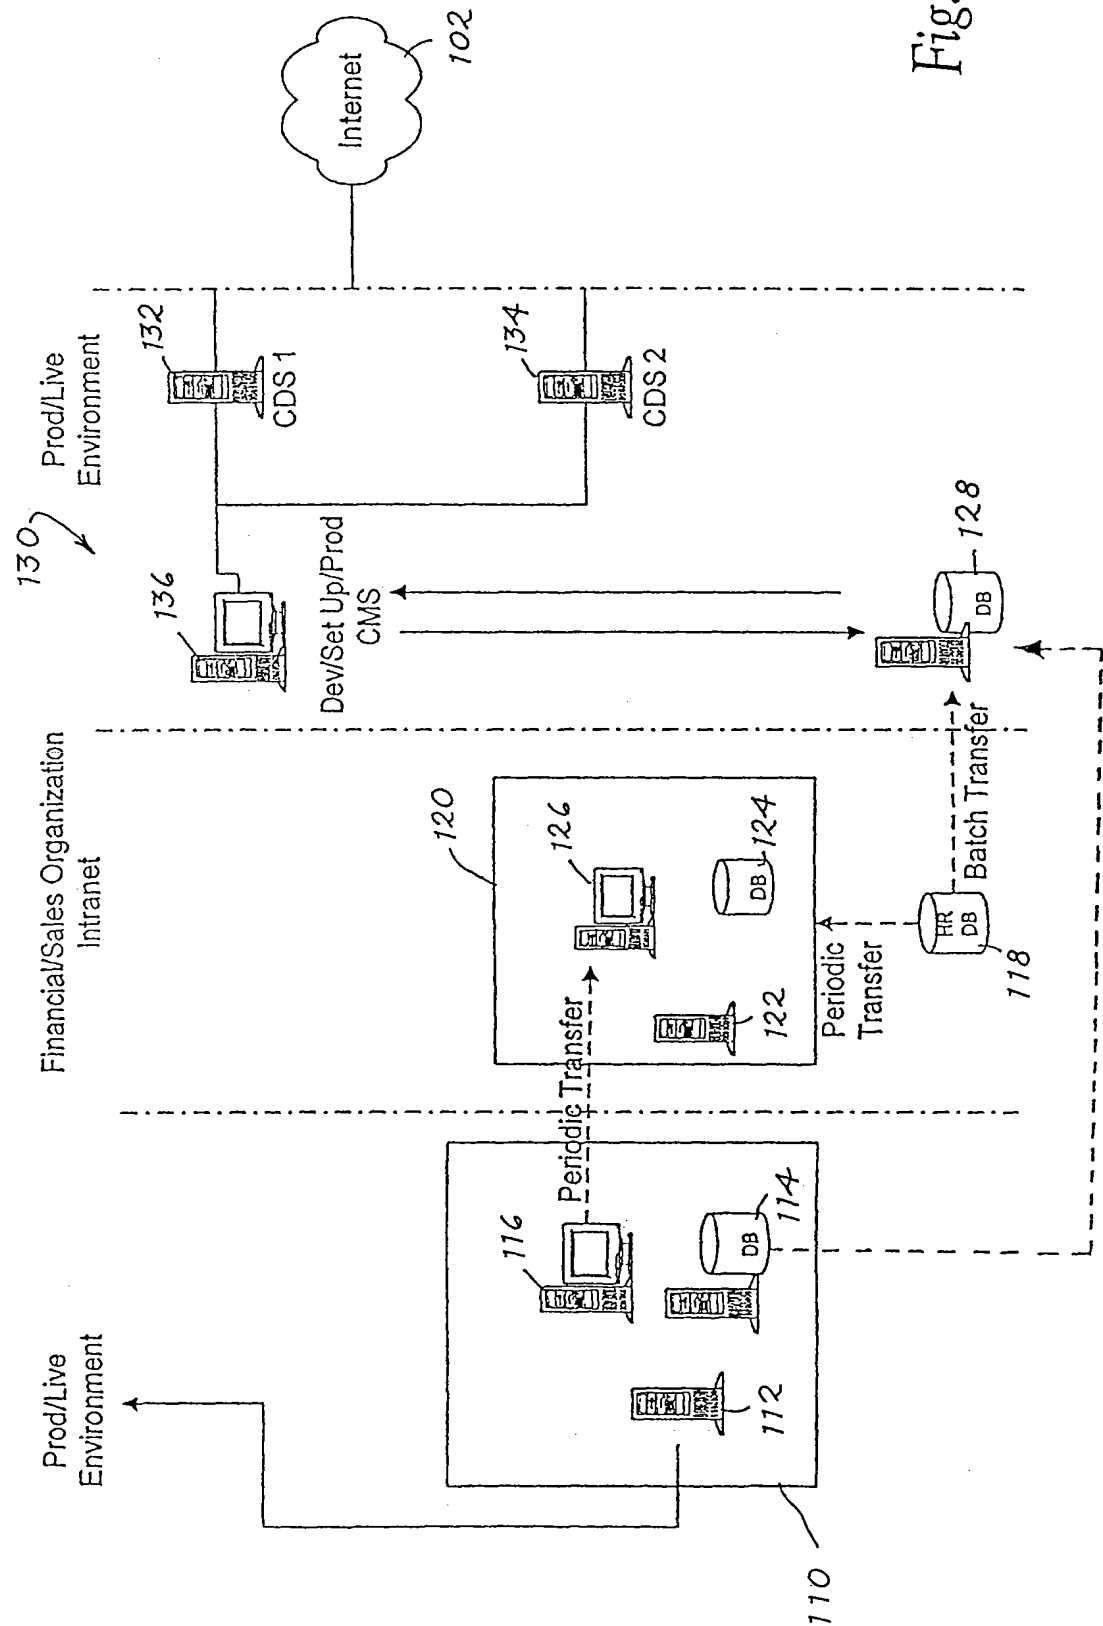 Prod/Live
Environment
Financial/Sales Organization
Intranet
130
Prod/Live
Environment
110
112
DB
114
116
Periodic Transfer
120
122
126
DB
124
Periodic
Transfer
HR
DB
118
Batch Transfer
DB
128
136
Dev/Set Up/Prod
CMS
132
CDS 1
134
CDS 2
Internet
102
Fig.